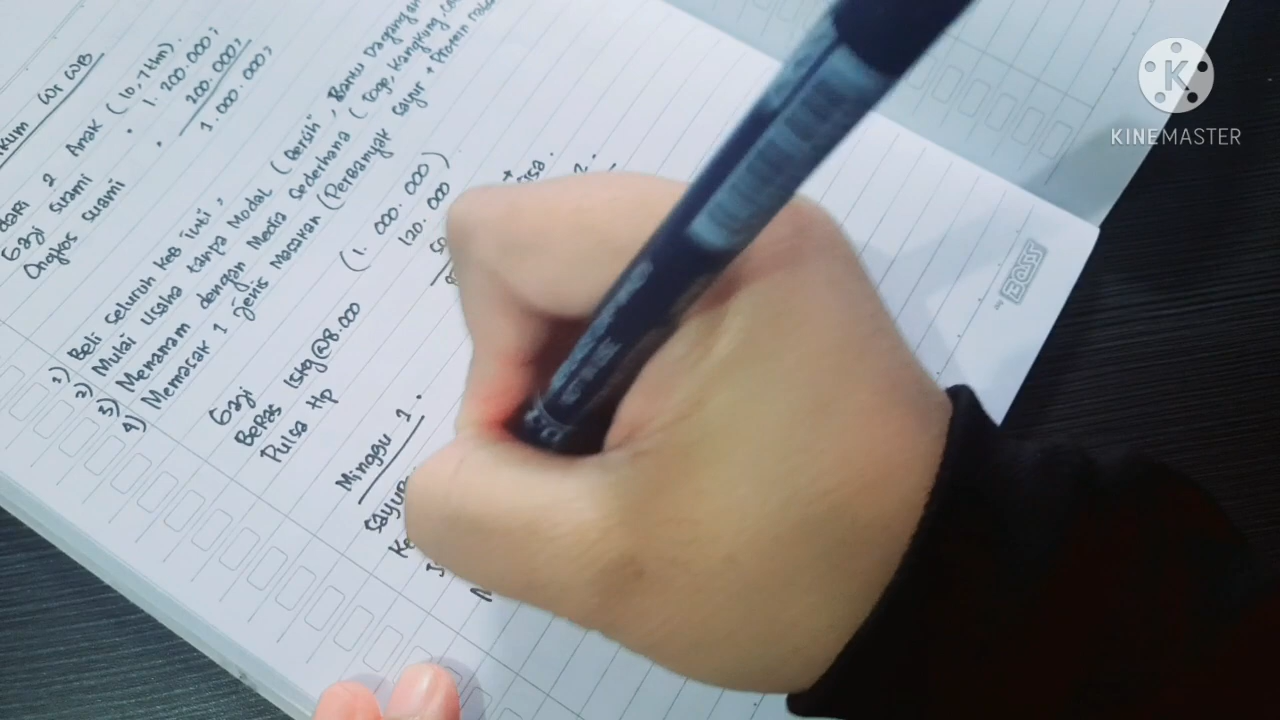 KUM Wr WB
dari 2 Anak (10, 7 thn).
Gaji Suami . 1. 200.000;
Ongkos Suami . 200.000;
1.000.000;
1) Beli Seluruh Keb "inti",
2) Mulai Usaha tanpa Modal (Bersih", Bantu Dagangan
3) Menanam dengan Media Sederhana (Toge, Kangkung,
4) Memasak 1 Jenis Masakan (Perbanyak Sayur + Protein
Gaji (1. 000. 000)
Beras 15kg@8.000 120.000
Pulsa Hp 50
Minggu 1.
Sayur
BOSS
KINEMASTER